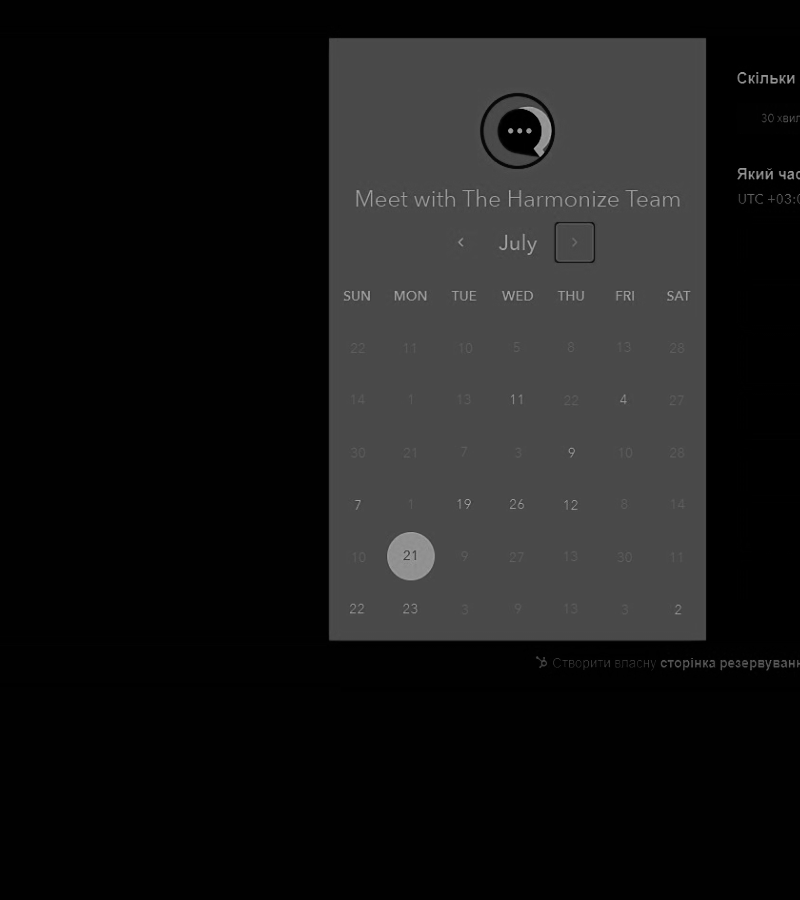 Скільки
30 хвил
Meet with The Harmonize Team
Який час
UTC +03:0
July
SUN MON TUE WED THU FRI SAT
22 11 10 5 8 13 28
14 1 13 11 22 4 27
30 21 7 3 9 10 28
7 1 19 26 12 8 14
10 21 9 27 13 30 11
22 23 3 9 13 3 2
Створити власну сторінка резервуванн